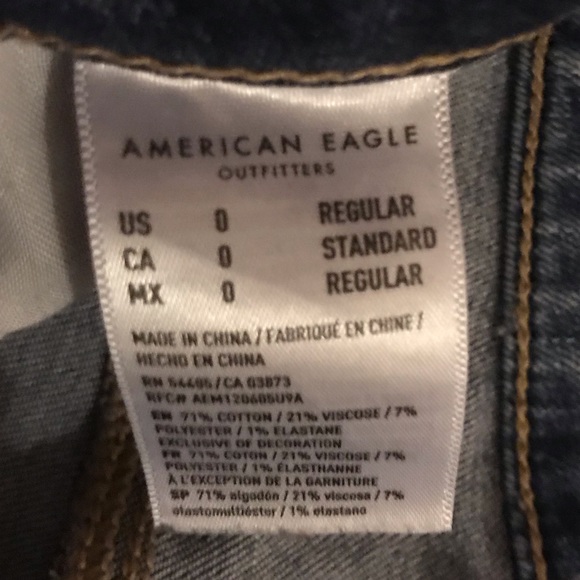 AMERICAN EAGLE
OUTFITTERS
US 0 REGULAR
CA 0 STANDARD
MX 0 REGULAR
MADE IN CHINA / FABRIQUÉ EN CHINE /
HECHO EN CHINA
RN 54485/CA 03873
RFC# AEM120605U9A
EN 71% COTTON / 21% VISCOSE / 7%
POLYESTER / 1% ELASTANE
EXCLUSIVE OF DECORATION
FR 71% COTON / 21% VISCOSE / 7%
POLYESTER / 1% ÉLASTHANNE
À L'EXCEPTION DE LA GARNITURE
SP 71% algodón / 21% viscosa / 7%
elastomultiéster / 1% elastano